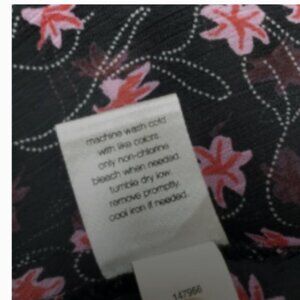 machine wash cold
with like colors.
only non-chlorine
bleach when needed.
tumble dry low.
remove promptly.
cool iron if needed.
147966